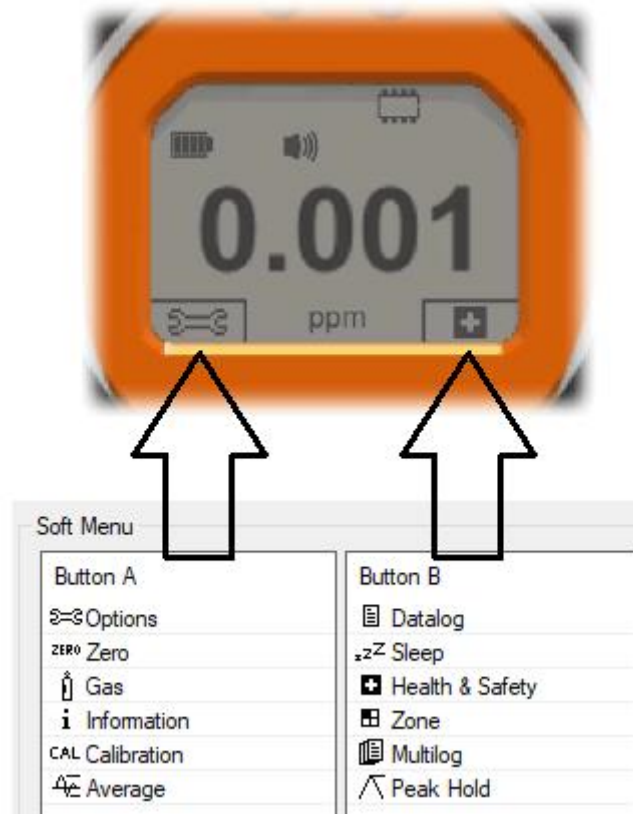 0.001
ppm
Soft Menu
Button A
Options
ZERO Zero
Gas
i Information
CAL Calibration
Average
Button B
Datalog
zzZ Sleep
Health & Safety
Zone
Multilog
Peak Hold